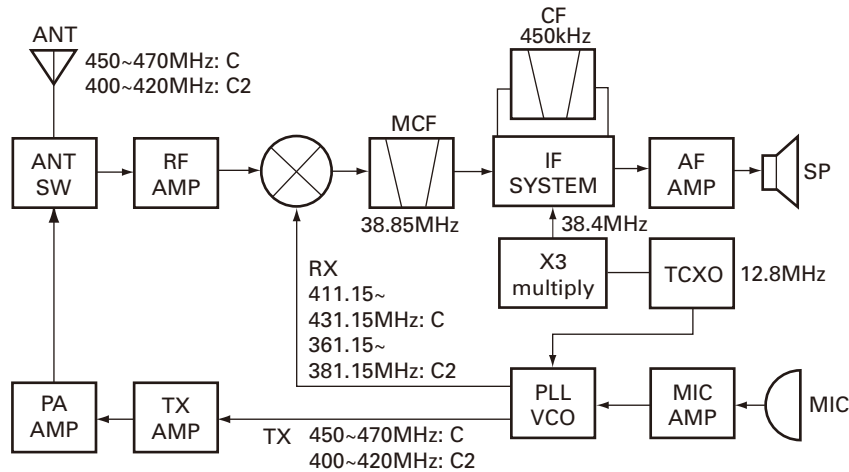 ANT
450~470MHz: C
400~420MHz: C2
CF
450kHz
ANT
SW
RF
AMP
MCF
38.85MHz
IF
SYSTEM
AF
AMP
SP
38.4MHz
X3
multiply
TCXO
12.8MHz
RX
411.15~
431.15MHz: C
361.15~
381.15MHz: C2
PA
AMP
TX
AMP
PLL
VCO
MIC
AMP
MIC
TX 450~470MHz: C
400~420MHz: C2